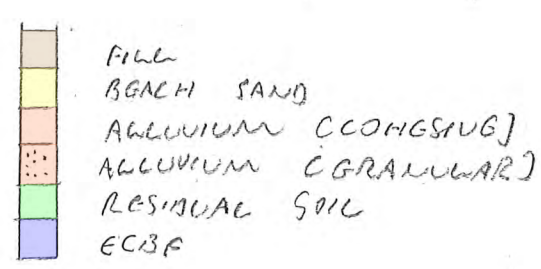 FILL
BEACH SAND
ALLUVIUM [COHESIVE]
ALLUVIUM [GRANULAR]
RESIDUAL SOIL
ECBF